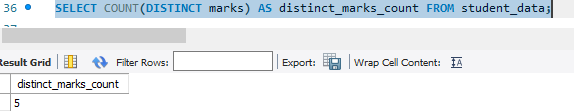 36 SELECT COUNT(DISTINCT marks) AS distinct_marks_count FROM student_data;
Result Grid Filter Rows: Export: Wrap Cell Content:
distinct_marks_count
5